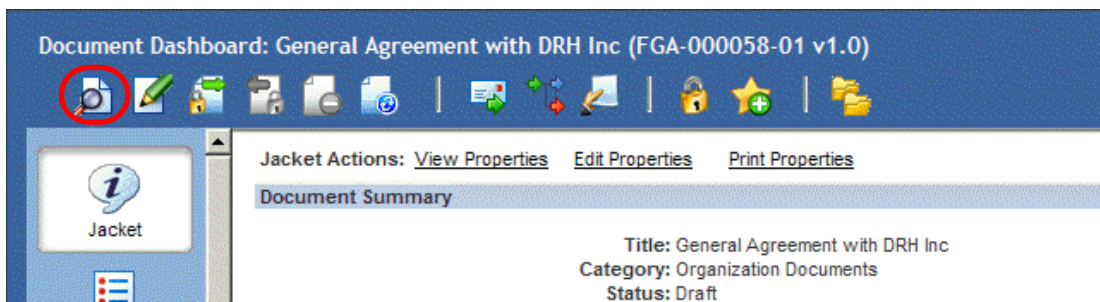 Document Dashboard: General Agreement with DRH Inc (FGA-000058-01 v1.0)
Jacket Actions: View Properties Edit Properties Print Properties
Document Summary
Jacket
Title: General Agreement with DRH Inc
Category: Organization Documents
Status: Draft